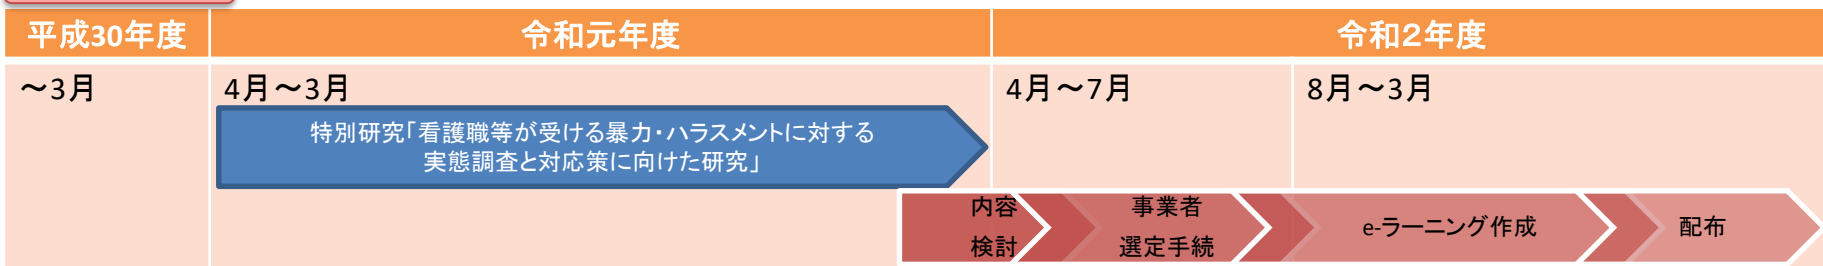 平成30年度
令和元年度
令和2年度
～3月
4月～3月
4月～7月
8月～3月
特別研究「看護職等が受ける暴力・ハラスメントに対する
実態調査と対応策に向けた研究」
内容
検討
事業者
選定手続
e-ラーニング作成
配布